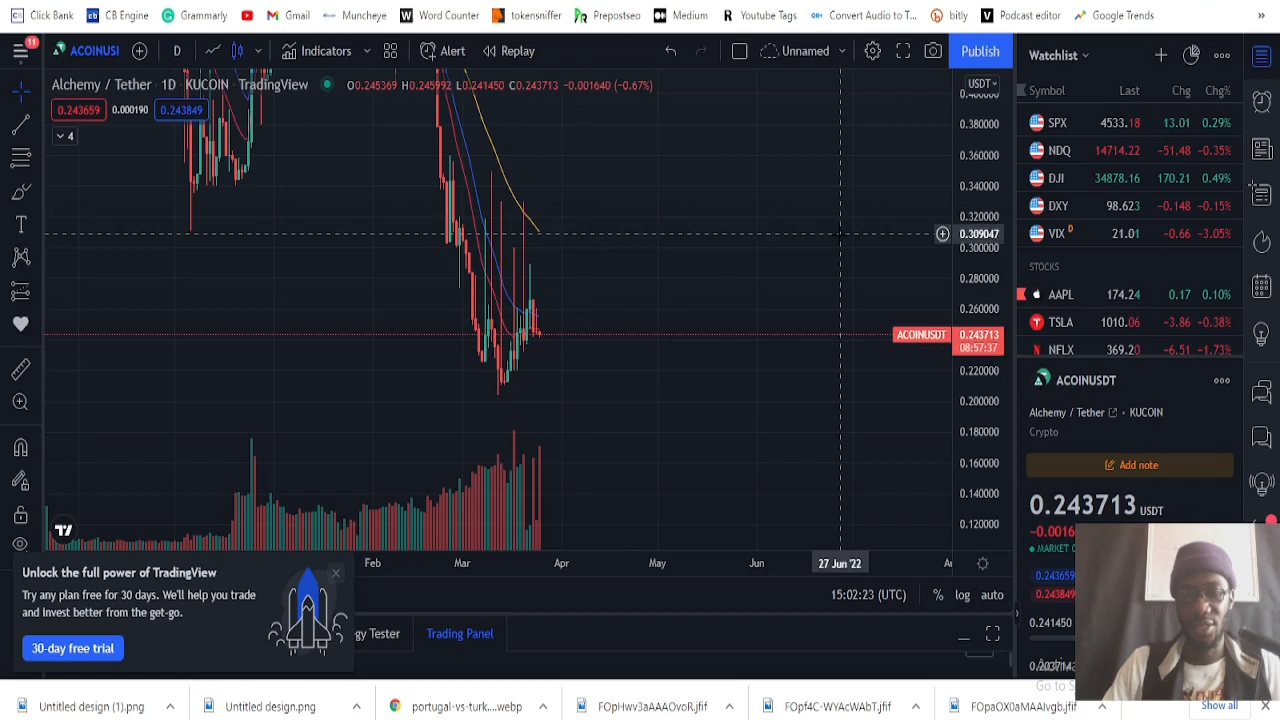 Click Bank
CB Engine
Grammarly
Gmail
Muncheye
Word Counter
tokensniffer
Prepostseo
Medium
Youtube Tags
Convert Audio to T...
bitly
Podcast editor
Google Trends
»
11
ACOINUSI
D
Indicators
Alert
Replay
Unnamed
Publish
Watchlist
Alchemy / Tether · 1D · KUCOIN · TradingView
O0.245369 H0.245992 L0.241450 C0.243713 -0.001640 (-0.67%)
USDT
Symbol
Last
Chg
Chg%
0.243659
0.000190
0.243849
4
0.400000
0.380000
0.360000
0.340000
0.320000
0.309047
0.300000
0.280000
0.260000
ACOINUSDT
0.243713
08:57:37
0.220000
0.200000
0.180000
0.160000
0.140000
0.120000
SPX 4533.18 13.01 0.29%
NDQ 14714.22 -51.48 -0.35%
DJI 34878.16 170.21 0.49%
DXY 98.623 -0.148 -0.15%
VIX D 21.01 -0.66 -3.05%
STOCKS
AAPL 174.24 0.17 0.10%
TSLA 1010.06 -3.86 -0.38%
NFLX 369.20 -6.51 -1.73%
ACOINUSDT
Alchemy / Tether · KUCOIN
Crypto
Add note
0.243713 USDT
-0.0016
MARKET
0.243659
0.243849
0.241450
Feb
Mar
Apr
May
Jun
27 Jun '22
Unlock the full power of TradingView
Try any plan free for 30 days. We'll help you trade
and invest better from the get-go.
30-day free trial
15:02:23 (UTC)
%
log
auto
gy Tester
Trading Panel
Go to S
Untitled design (1).png
Untitled design.png
portugal-vs-turk....webp
FOpHwv3aAAAOvoR.jfif
FOpf4C-WYAcWAbT.jfif
FOpaOX0aMAAIvgb.jfif
Show all